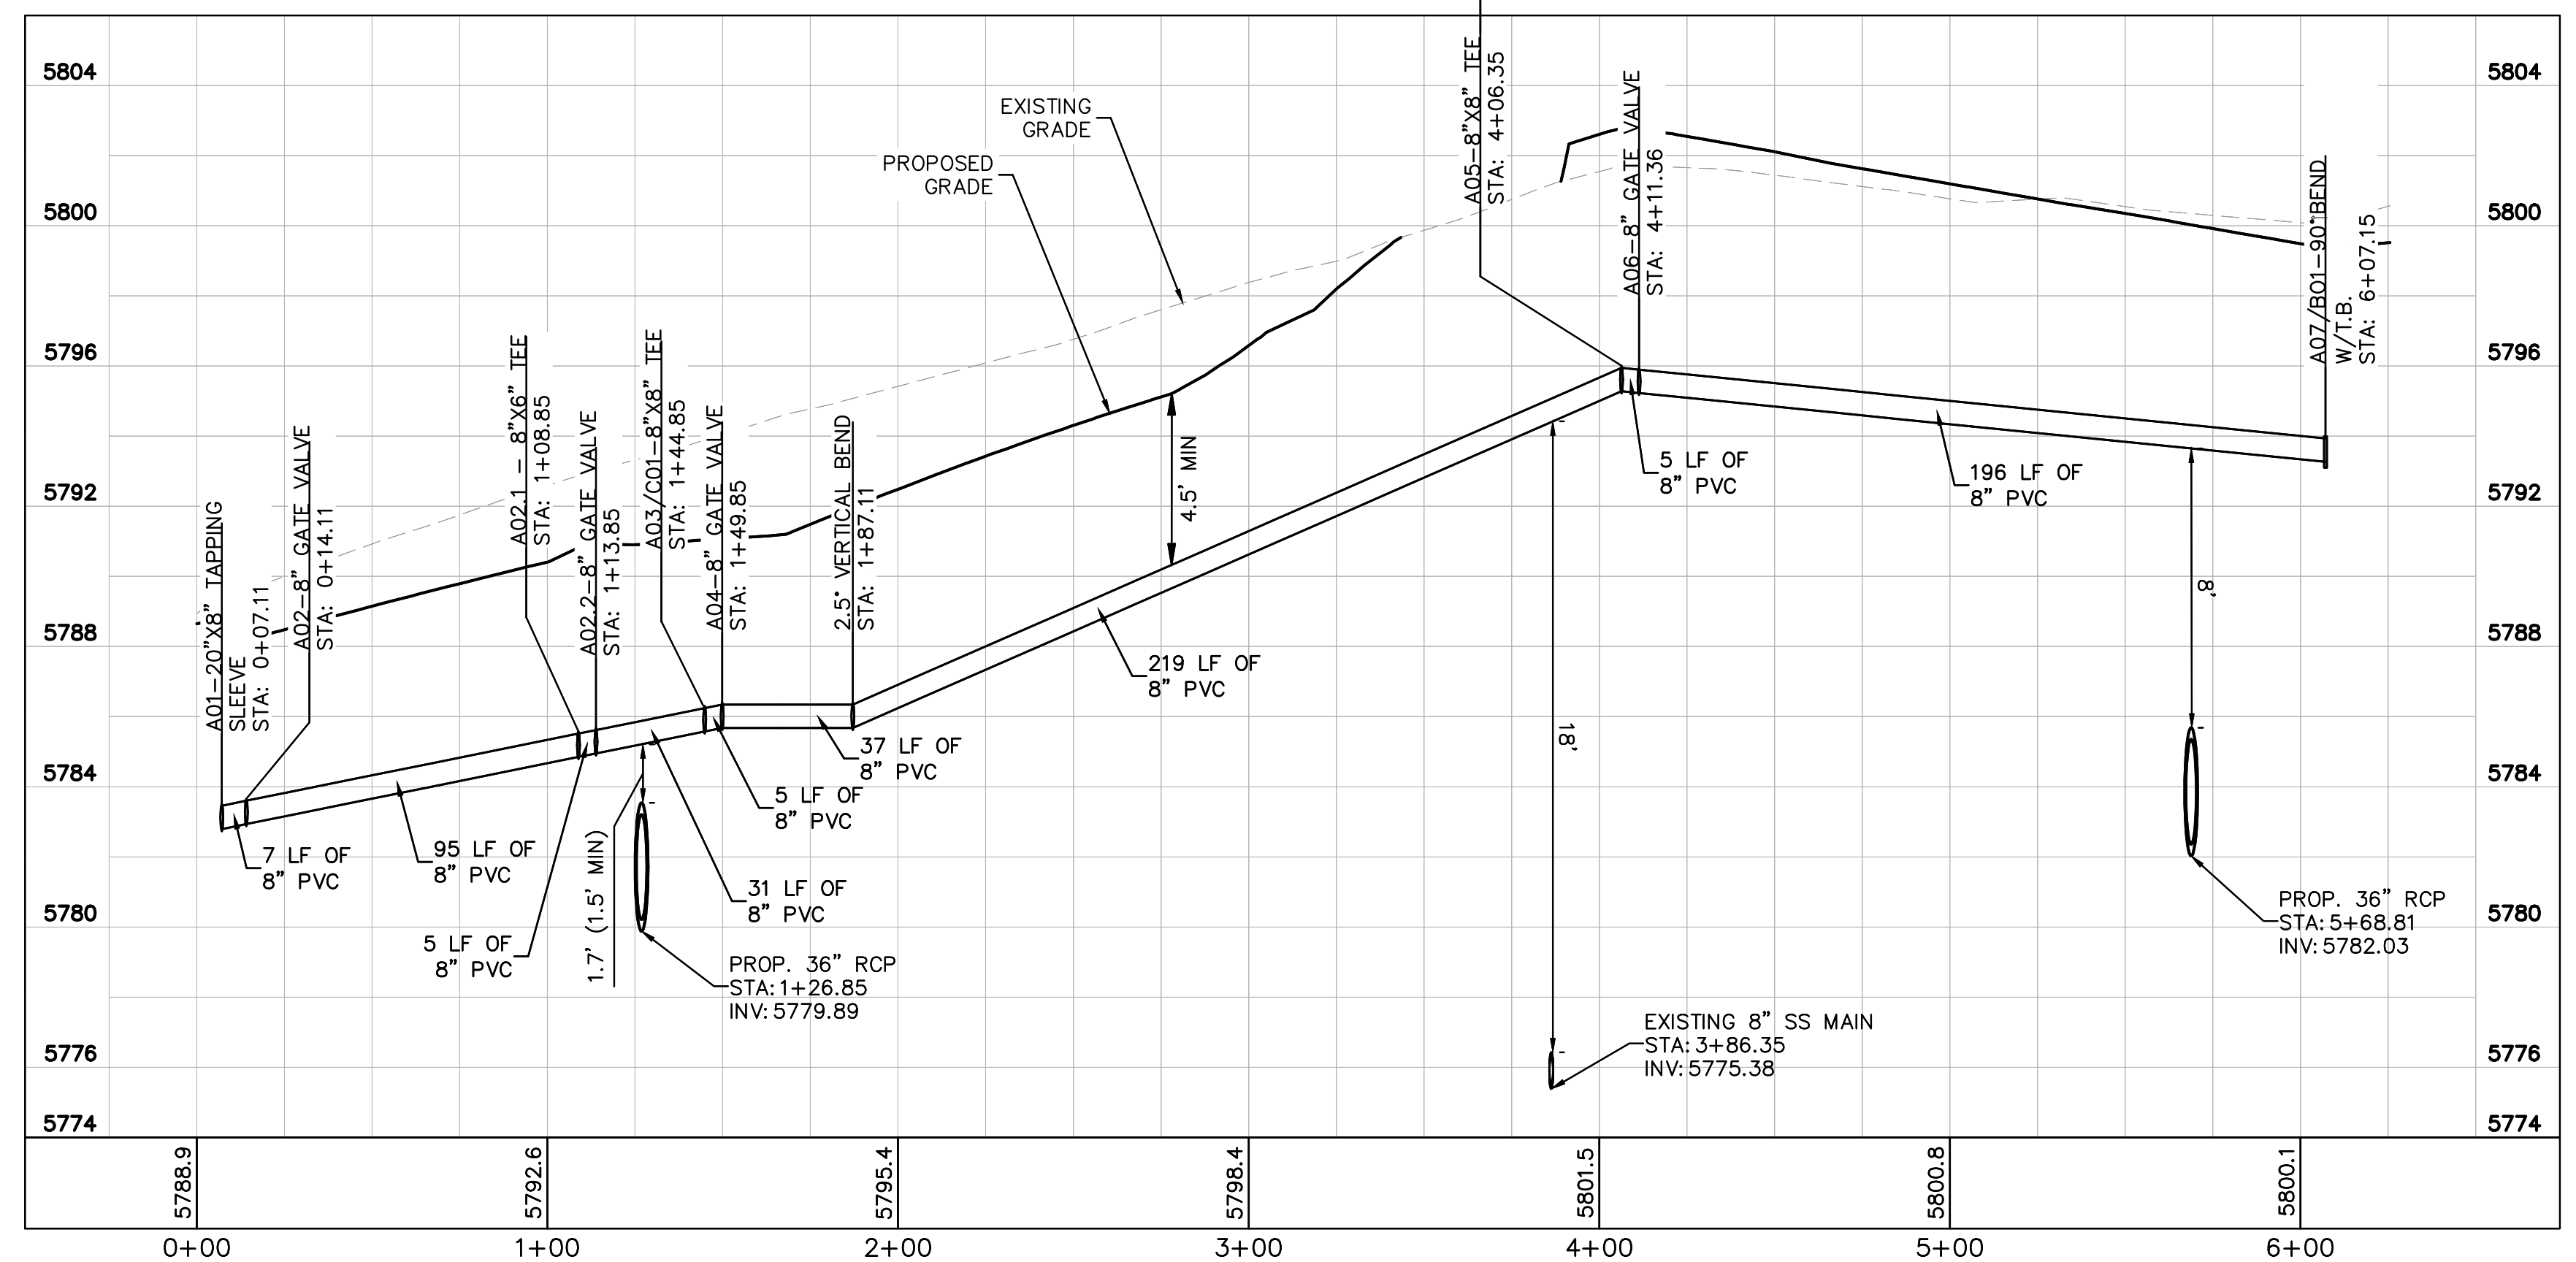 5804
5800
5796
5792
5788
5784
5780
5776
5774
5804
5800
5796
5792
5788
5784
5780
5776
5774
EXISTING
GRADE
PROPOSED
GRADE
A01-20"X8" TAPPING
SLEEVE
STA: 0+07.11
A02-8" GATE VALVE
STA: 0+14.11
A02.1 - 8"X6" TEE
STA: 1+08.85
A02.2-8" GATE VALVE
STA: 1+13.85
A03/C01-8"X8" TEE
STA: 1+44.85
A04-8" GATE VALVE
STA: 1+49.85
2.5° VERTICAL BEND
STA: 1+87.11
A05-8"X8" TEE
STA: 4+06.35
A06-8" GATE VALVE
STA: 4+11.36
A07/B01-90°BEND
W/T.B.
STA: 6+07.15
4.5' MIN
18'
8'
1.7' (1.5' MIN)
7 LF OF
8" PVC
95 LF OF
8" PVC
5 LF OF
8" PVC
31 LF OF
8" PVC
5 LF OF
8" PVC
37 LF OF
8" PVC
219 LF OF
8" PVC
5 LF OF
8" PVC
196 LF OF
8" PVC
PROP. 36" RCP
STA:1+26.85
INV:5779.89
EXISTING 8" SS MAIN
STA:3+86.35
INV:5775.38
PROP. 36" RCP
STA:5+68.81
INV:5782.03
5788.9
5792.6
5795.4
5798.4
5801.5
5800.8
5800.1
0+00
1+00
2+00
3+00
4+00
5+00
6+00